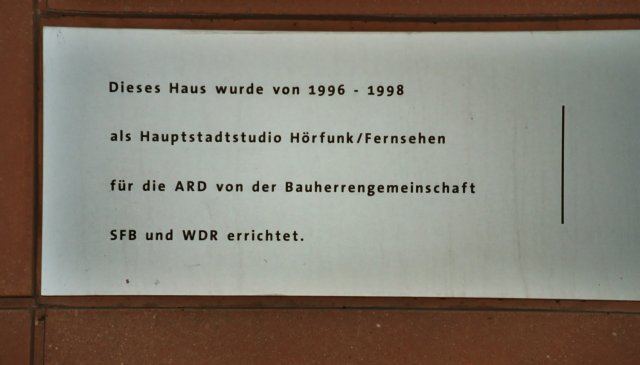 Dieses Haus wurde von 1996 - 1998
als Hauptstadtstudio Hörfunk/Fernsehen
für die ARD von der Bauherrengemeinschaft
SFB und WDR errichtet.